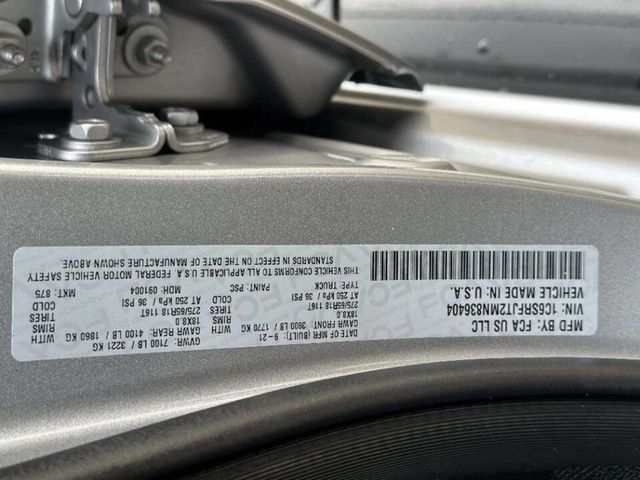 MFD BY: FCA US LLC
VIN: 1C6SRFJT2MN836404
VEHICLE MADE IN: U.S.A.
DATE OF MFR (BUILT): 9-21 GVWR: 7100 LB / 3221 KG
GAWR FRONT: 3900 LB / 1770 KG GAWR REAR: 4100 LB / 1860 KG WITH
18X8.0 RIMS 18X8.0 RIMS
275/65R18 116T TIRES 275/65R18 116T TIRES
AT 250 kPa / 36 PSI AT 250 kPa / 36 PSI COLD
TYPE: TRUCK PAINT: PSC MDH: 091004 MKT: 875
THIS VEHICLE CONFORMS TO ALL APPLICABLE U.S.A. FEDERAL MOTOR VEHICLE SAFETY
STANDARDS IN EFFECT ON THE DATE OF MANUFACTURE SHOWN ABOVE.